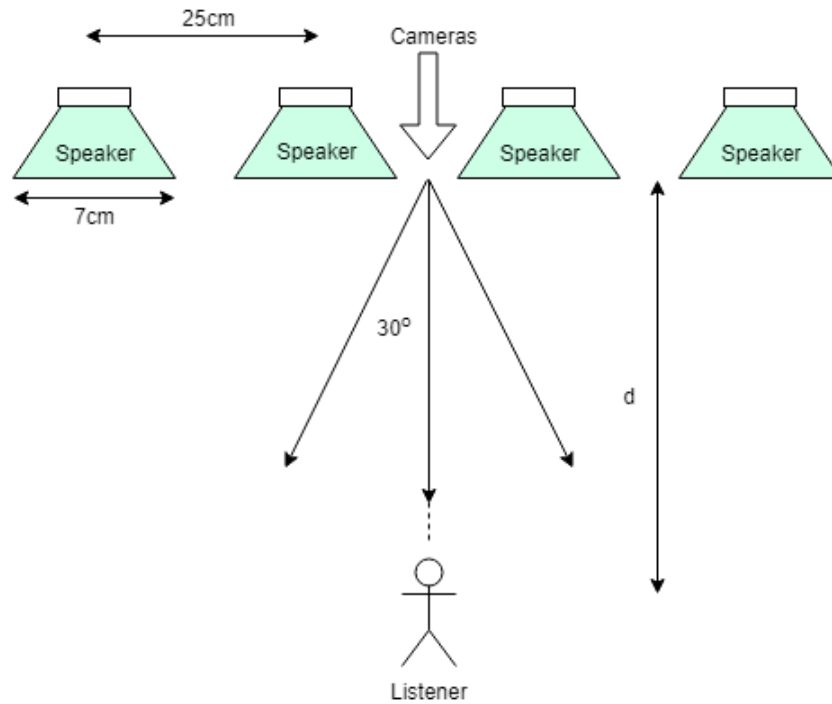 25cm
Cameras
Speaker
Speaker
Speaker
Speaker
7cm
30º
d
Listener